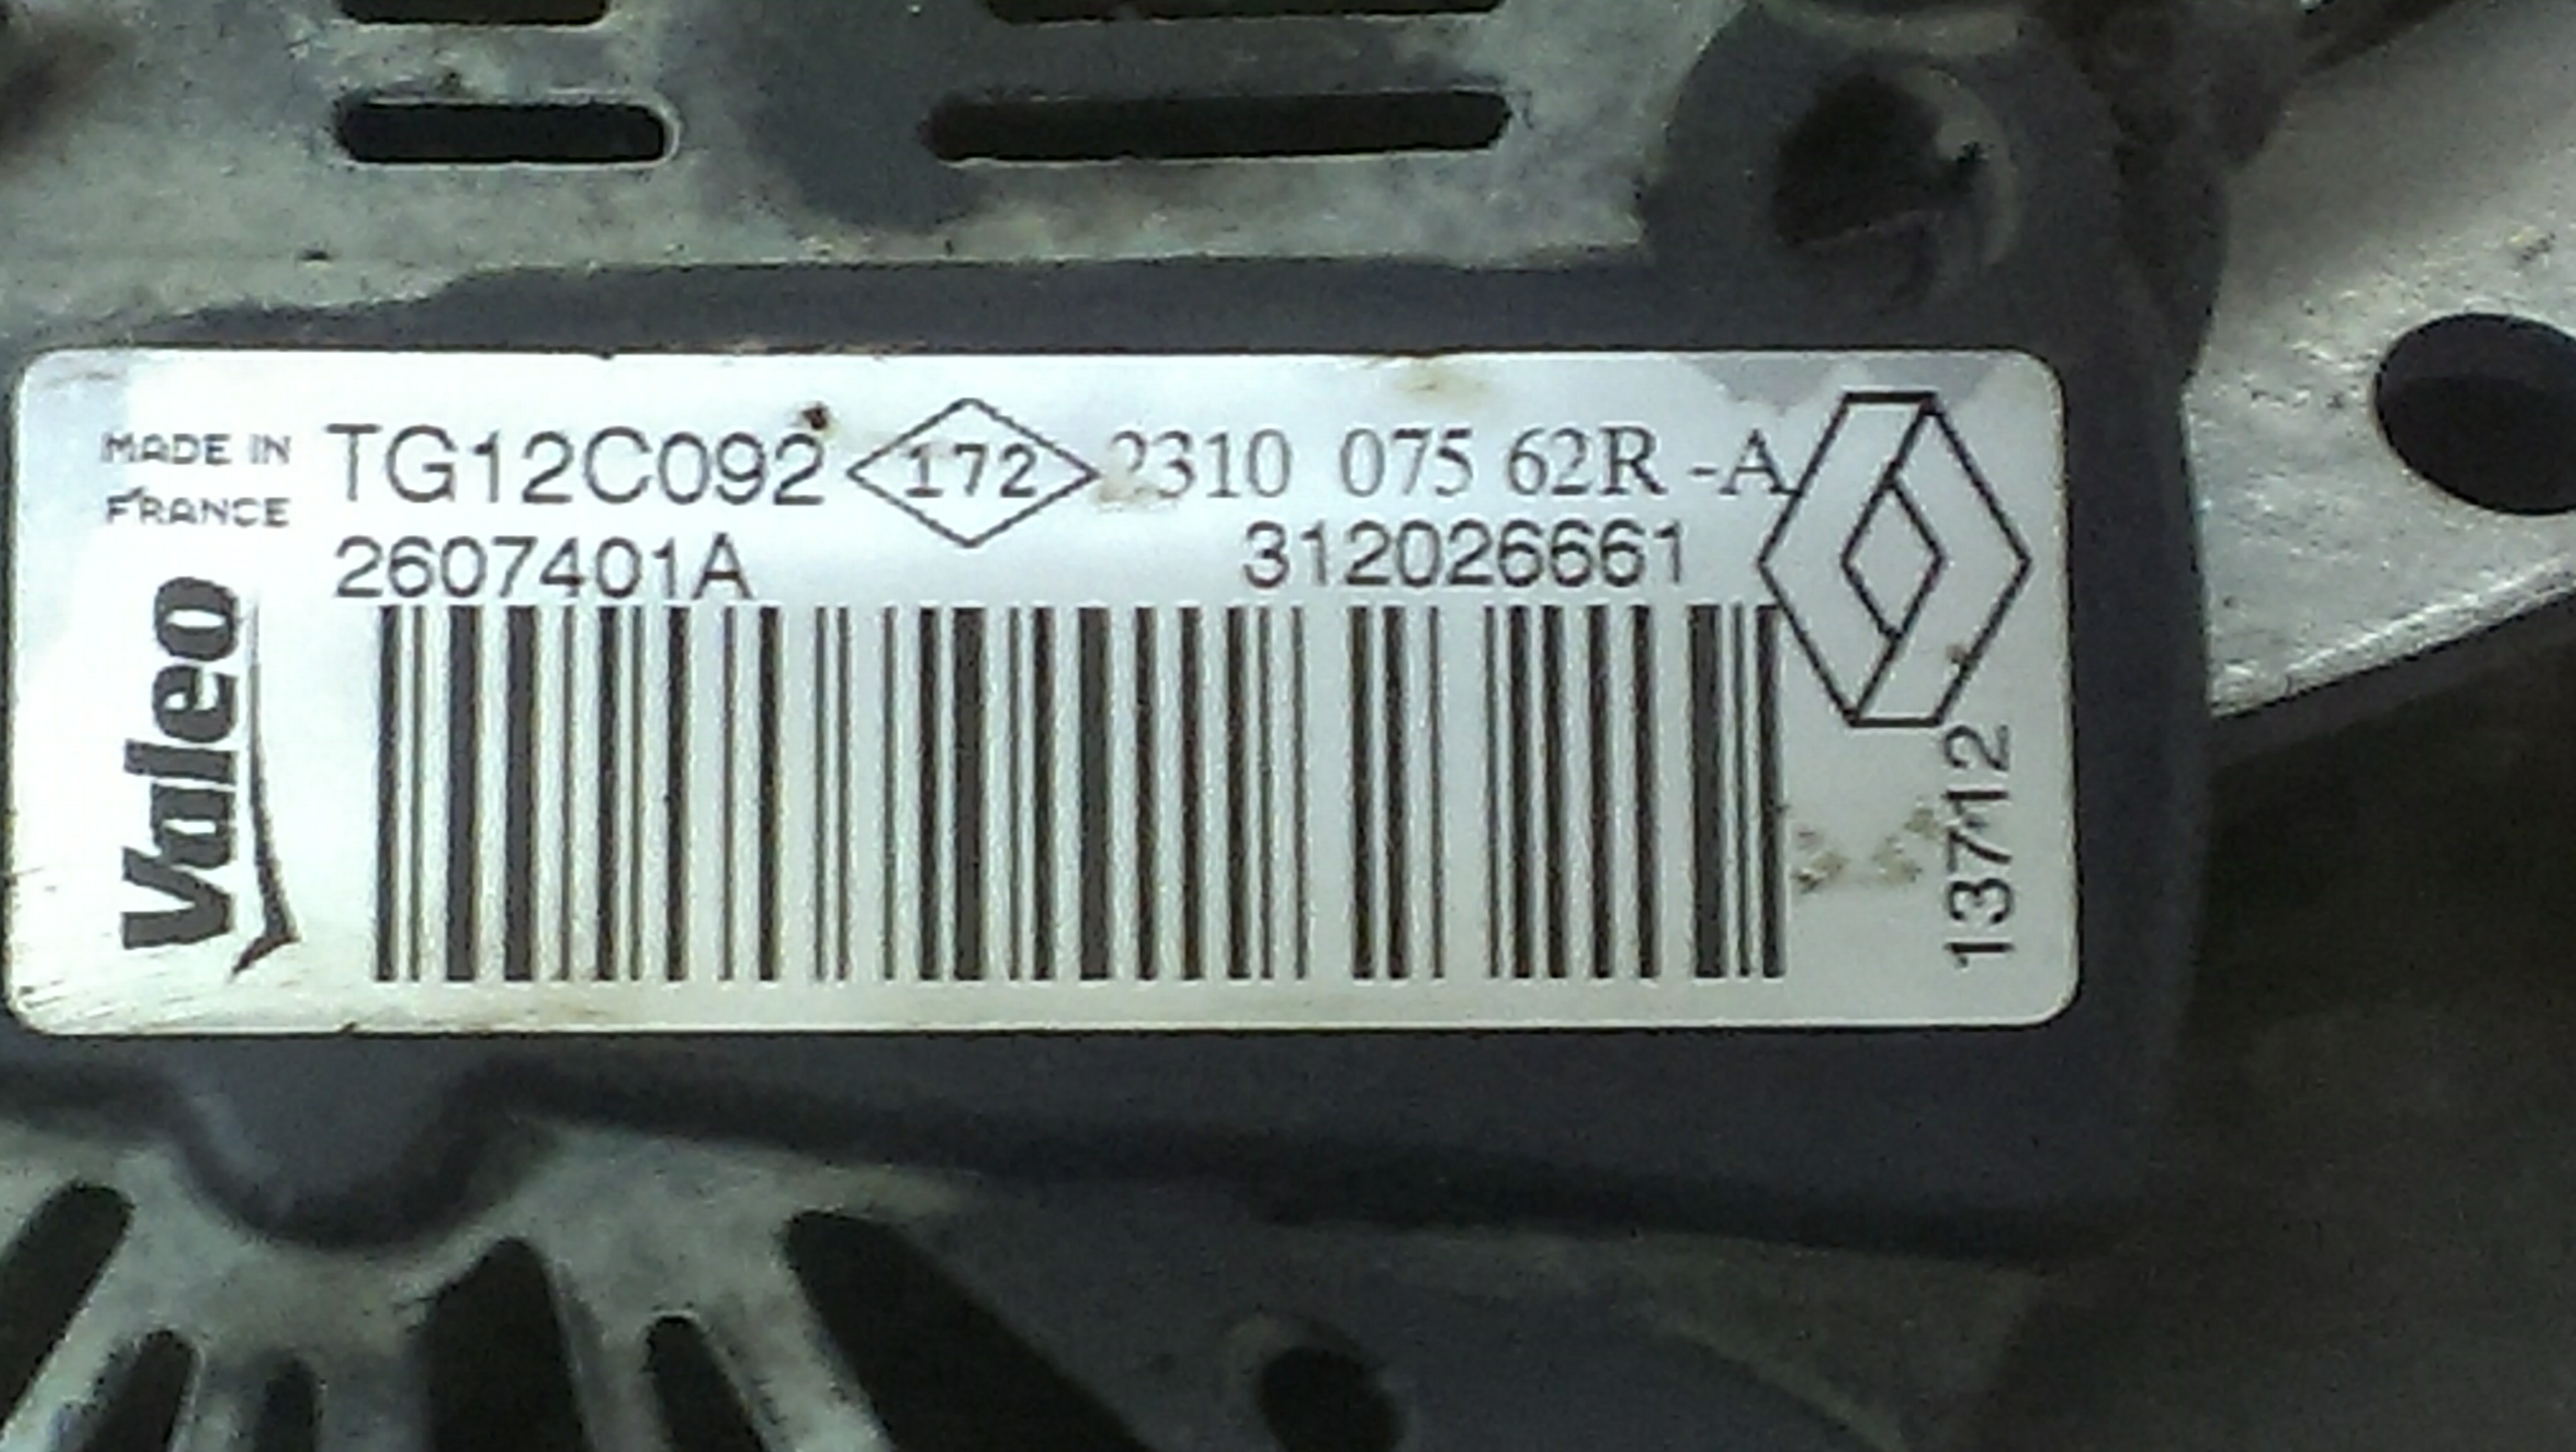 MADE IN
FRANCE
TG12C092 172 2310 075 62R -A
2607401A 312026661
Valeo
13712